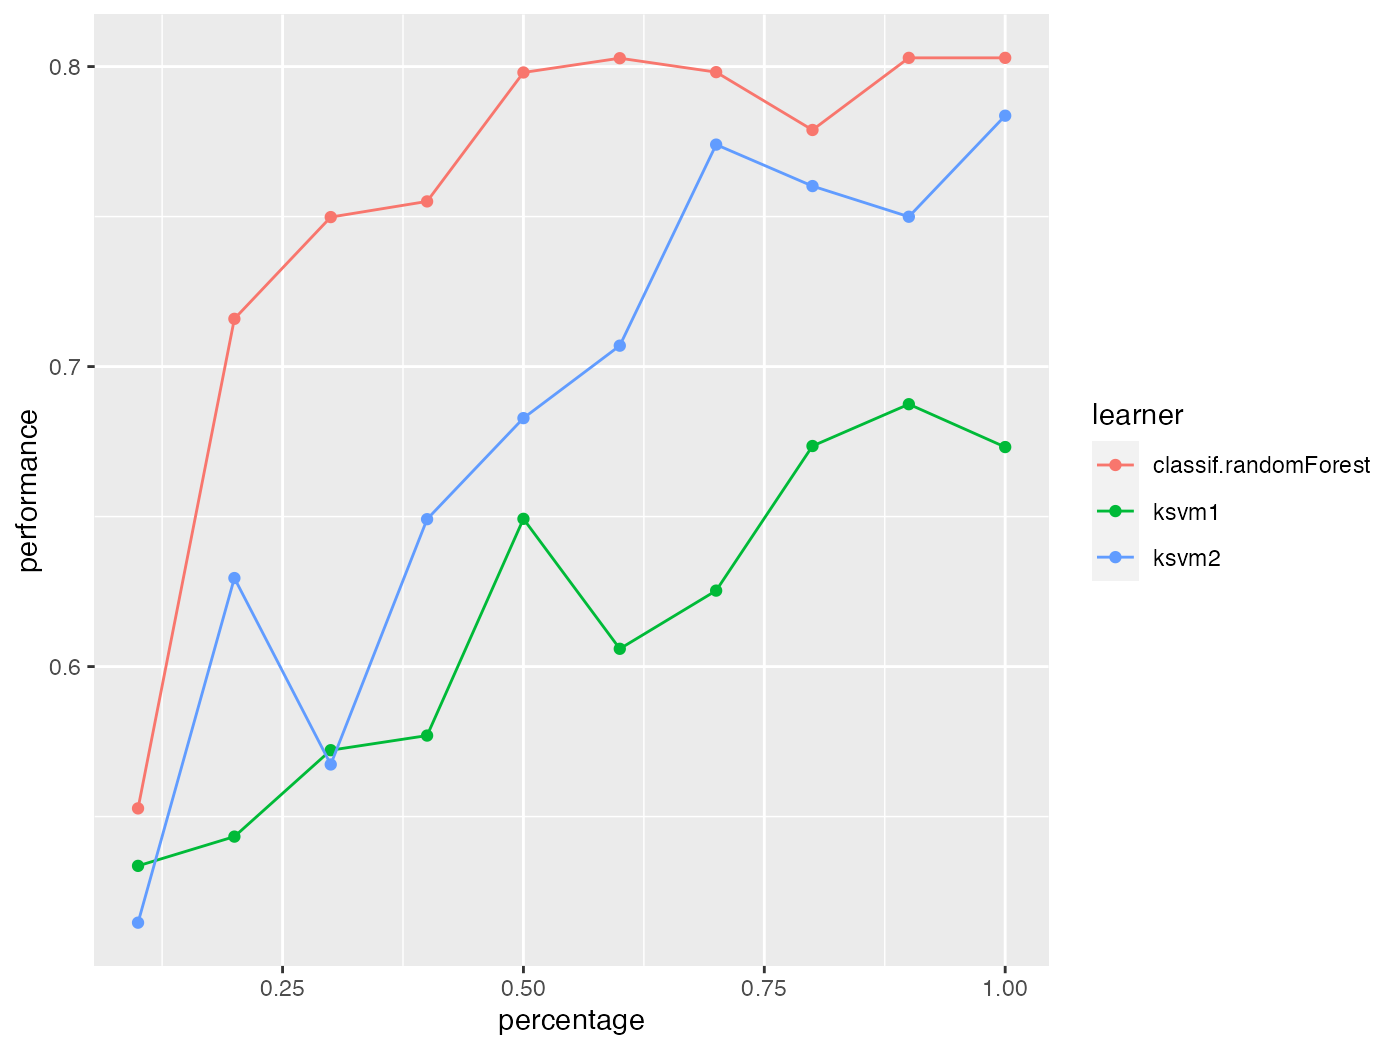 0.8
0.7
0.6
performance
0.25 0.50 0.75 1.00
percentage
learner
classif.randomForest
ksvm1
ksvm2